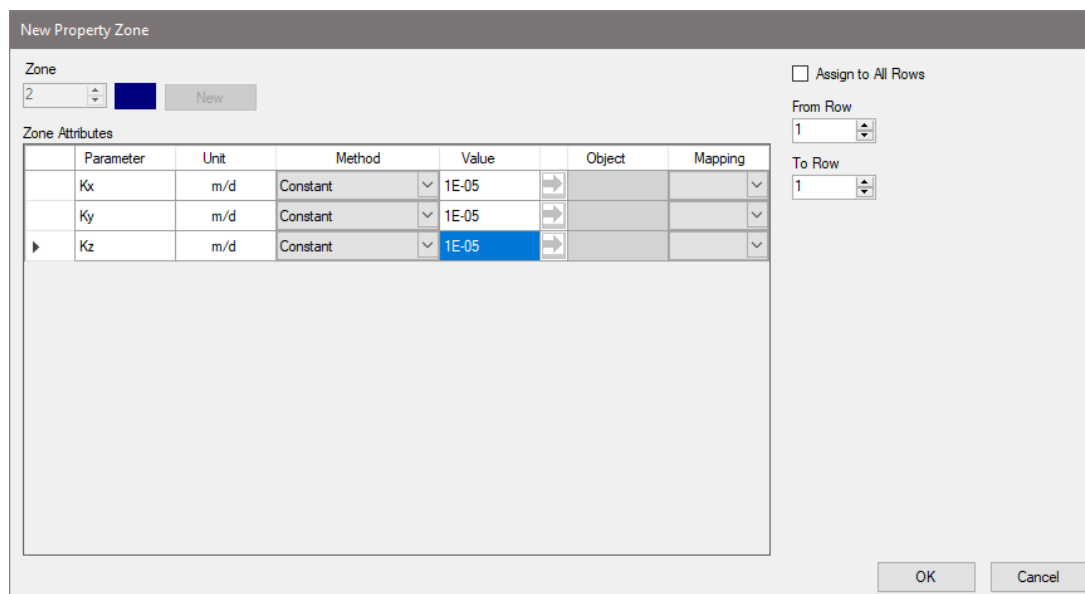 New Property Zone
Zone
2 New
Zone Attributes
Parameter Unit Method Value Object Mapping
Kx m/d Constant 1E-05
Ky m/d Constant 1E-05
Kz m/d Constant 1E-05
Assign to All Rows
From Row
1
To Row
1
OK Cancel